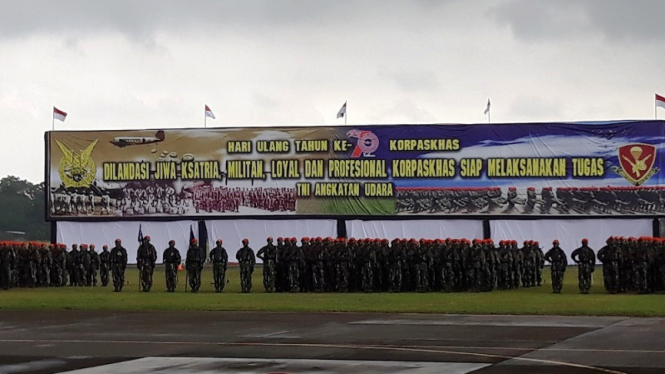 HARI ULANG TAHUN KE-70 KORPASKHAS
DILANDASI JIWA KSATRIA, MILITAN, LOYAL DAN PROFESIONAL KORPASKHAS SIAP MELAKSANAKAN TUGAS
TNI ANGKATAN UDARA